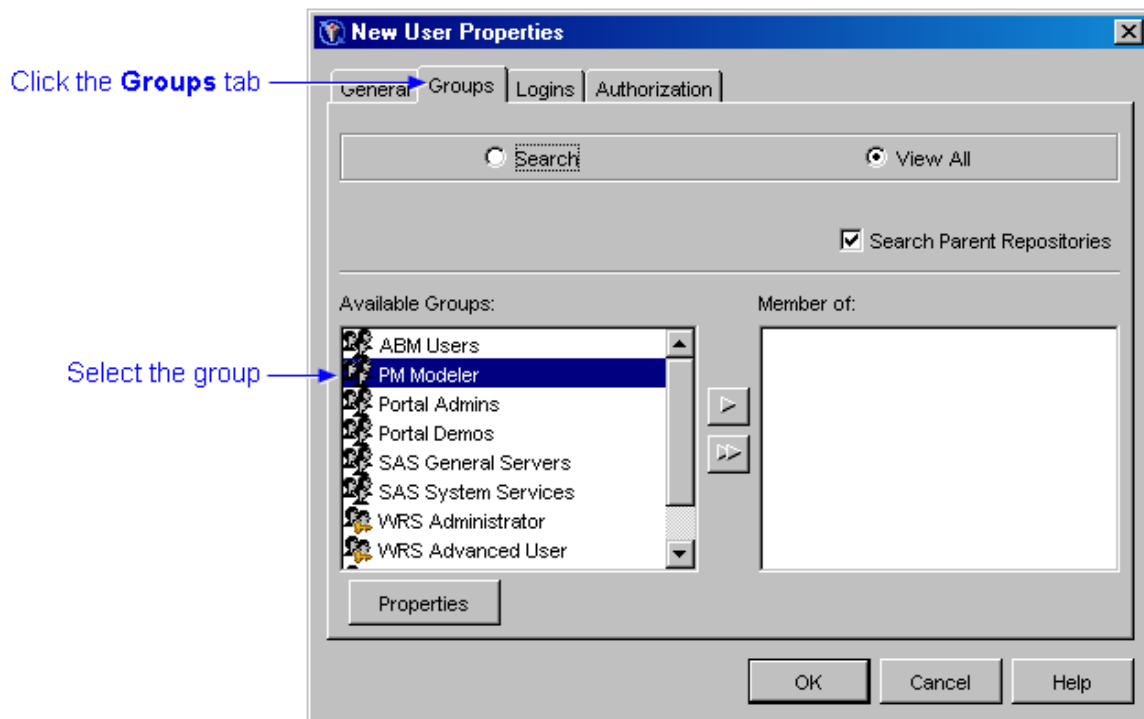 New User Properties
Click the Groups tab
General Groups Logins Authorization
Search View All
Search Parent Repositories
Available Groups: Member of:
ABM Users
Select the group
PM Modeler
Portal Admins
Portal Demos
SAS General Servers
SAS System Services
WRS Administrator
WRS Advanced User
Properties
OK Cancel Help